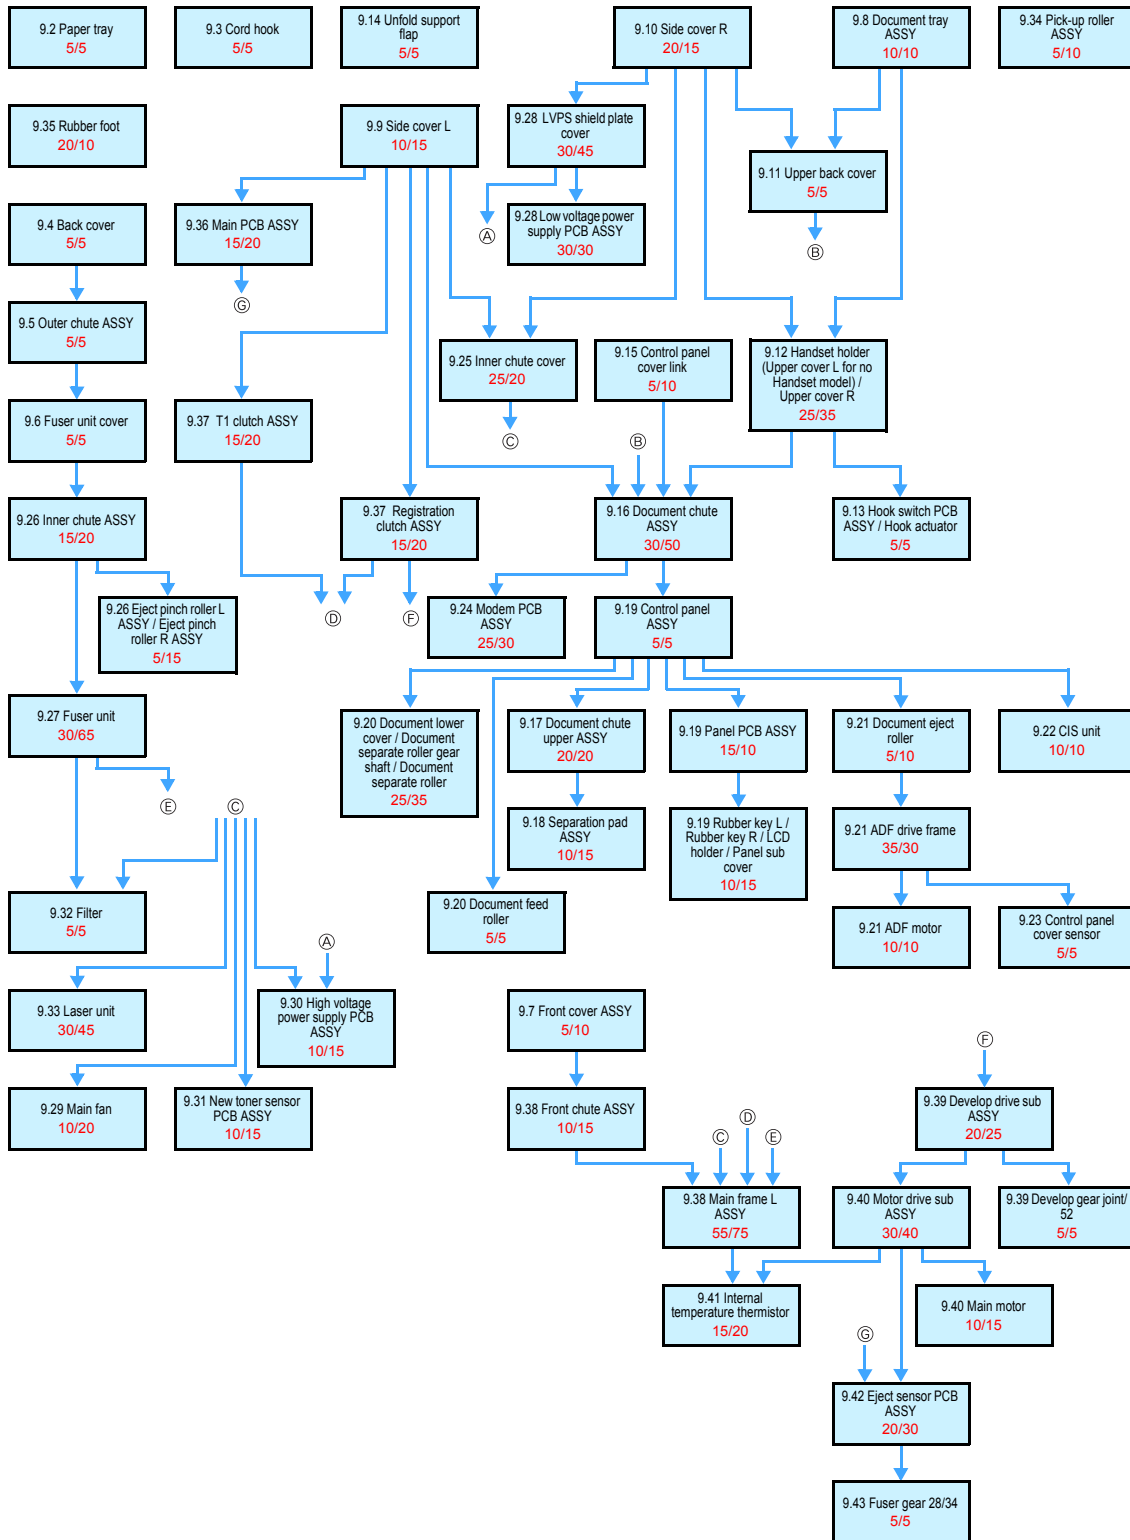 9.2 Paper tray
5/5
9.3 Cord hook
5/5
9.14 Unfold support
flap
5/5
9.10 Side cover R
20/15
9.8 Document tray
ASSY
10/10
9.34 Pick-up roller
ASSY
5/10
9.35 Rubber foot
20/10
9.9 Side cover L
10/15
9.28 LVPS shield plate
cover
30/45
9.11 Upper back cover
5/5
9.4 Back cover
5/5
9.36 Main PCB ASSY
15/20
Ⓐ
9.28 Low voltage power
supply PCB ASSY
30/30
Ⓑ
Ⓖ
9.5 Outer chute ASSY
5/5
9.25 Inner chute cover
25/20
9.15 Control panel
cover link
5/10
9.12 Handset holder
(Upper cover L for no
Handset model) /
Upper cover R
25/35
9.6 Fuser unit cover
5/5
9.37 T1 clutch ASSY
15/20
Ⓒ
Ⓑ
9.26 Inner chute ASSY
15/20
9.37 Registration
clutch ASSY
15/20
9.16 Document chute
ASSY
30/50
9.13 Hook switch PCB
ASSY / Hook actuator
5/5
9.26 Eject pinch roller L
ASSY / Eject pinch
roller R ASSY
5/15
Ⓓ
Ⓕ
9.24 Modem PCB
ASSY
25/30
9.19 Control panel
ASSY
5/5
9.27 Fuser unit
30/65
9.20 Document lower
cover / Document
separate roller gear
shaft / Document
separate roller
25/35
9.17 Document chute
upper ASSY
20/20
9.19 Panel PCB ASSY
15/10
9.21 Document eject
roller
5/10
9.22 CIS unit
10/10
Ⓔ
Ⓒ
9.18 Separation pad
ASSY
10/15
9.19 Rubber key L /
Rubber key R / LCD
holder / Panel sub
cover
10/15
9.21 ADF drive frame
35/30
9.32 Filter
5/5
9.20 Document feed
roller
5/5
9.21 ADF motor
10/10
9.23 Control panel
cover sensor
5/5
Ⓐ
9.33 Laser unit
30/45
9.30 High voltage
power supply PCB
ASSY
10/15
9.7 Front cover ASSY
5/10
Ⓕ
9.29 Main fan
10/20
9.31 New toner sensor
PCB ASSY
10/15
9.38 Front chute ASSY
10/15
9.39 Develop drive sub
ASSY
20/25
Ⓒ
Ⓓ
Ⓔ
9.38 Main frame L
ASSY
55/75
9.40 Motor drive sub
ASSY
30/40
9.39 Develop gear joint/
52
5/5
9.41 Internal
temperature thermistor
15/20
9.40 Main motor
10/15
Ⓖ
9.42 Eject sensor PCB
ASSY
20/30
9.43 Fuser gear 28/34
5/5